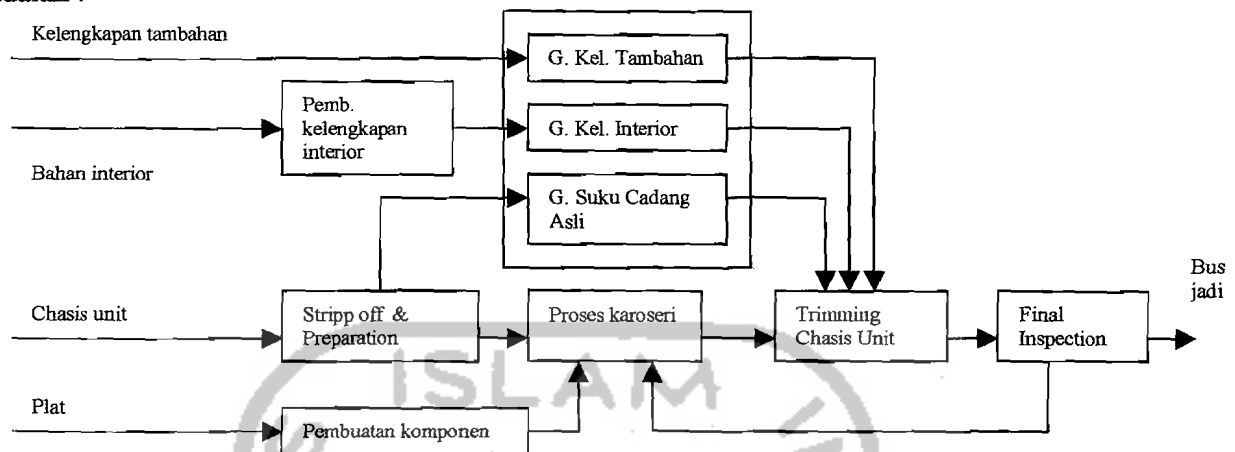 Kelengkapan tambahan
G. Kel. Tambahan
Pemb.
kelengkapan
interior
G. Kel. Interior
Bahan interior
G. Suku Cadang
Asli
Bus
jadi
Chasis unit
Stripp off &
Preparation
Proses karoseri
Trimming
Chasis Unit
Final
Inspection
ISLAM
Plat
Pembuatan komponen